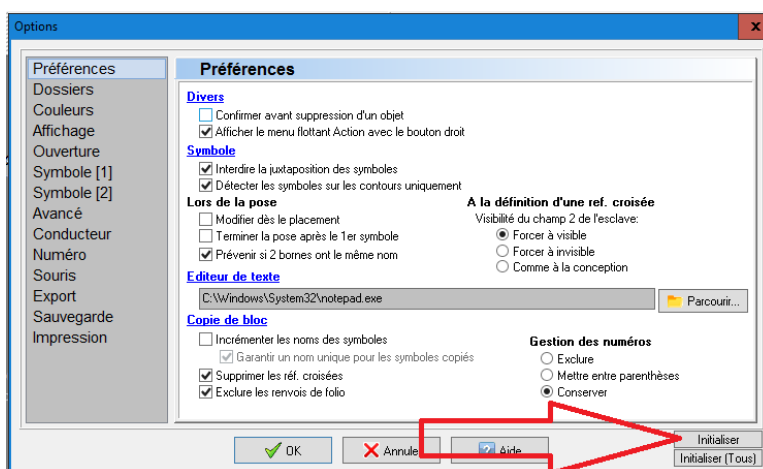 Options
x
Préférences
Dossiers
Couleurs
Affichage
Ouverture
Symbole [1]
Symbole [2]
Avancé
Conducteur
Numéro
Souris
Export
Sauvegarde
Impression
Préférences
Divers
Confirmer avant suppression d'un objet
Afficher le menu flottant Action avec le bouton droit
Symbole
Interdire la juxtaposition des symboles
Détecter les symboles sur les contours uniquement
Lors de la pose
Modifier dès le placement
Terminer la pose après le 1er symbole
Prévenir si 2 bornes ont le même nom
A la définition d'une ref. croisée
Visibilité du champ 2 de l'esclave:
Forcer à visible
Forcer à invisible
Comme à la conception
Editeur de texte
C:\Windows\System32\notepad.exe
Parcourir...
Copie de bloc
Incrémenter les noms des symboles
Garantir un nom unique pour les symboles copiés
Supprimer les réf. croisées
Exclure les renvois de folio
Gestion des numéros
Exclure
Mettre entre parenthèses
Conserver
OK
Annule
Aide
Initialiser
Initialiser (Tous)